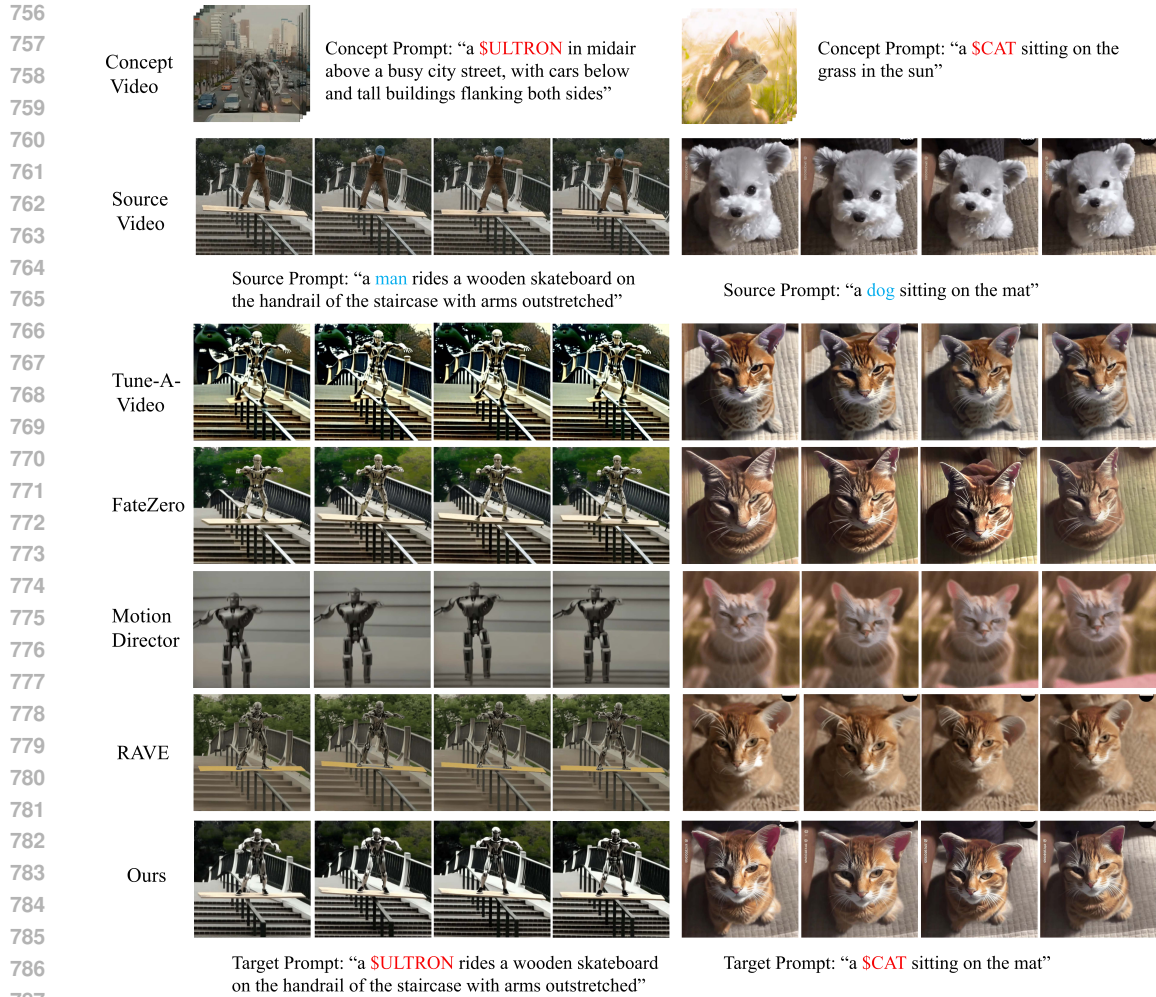 756
757
758
759
760
761
762
763
764
765
766
767
768
769
770
771
772
773
774
775
776
777
778
779
780
781
782
783
784
785
786
Concept
Video
Concept Prompt: “a $ULTRON in midair
above a busy city street, with cars below
and tall buildings flanking both sides”
Concept Prompt: “a $CAT sitting on the
grass in the sun”
Source
Video
Source Prompt: “a man rides a wooden skateboard on
the handrail of the staircase with arms outstretched”
Source Prompt: “a dog sitting on the mat”
Tune-A-
Video
FateZero
Motion
Director
RAVE
Ours
Target Prompt: “a $ULTRON rides a wooden skateboard
on the handrail of the staircase with arms outstretched”
Target Prompt: “a $CAT sitting on the mat”